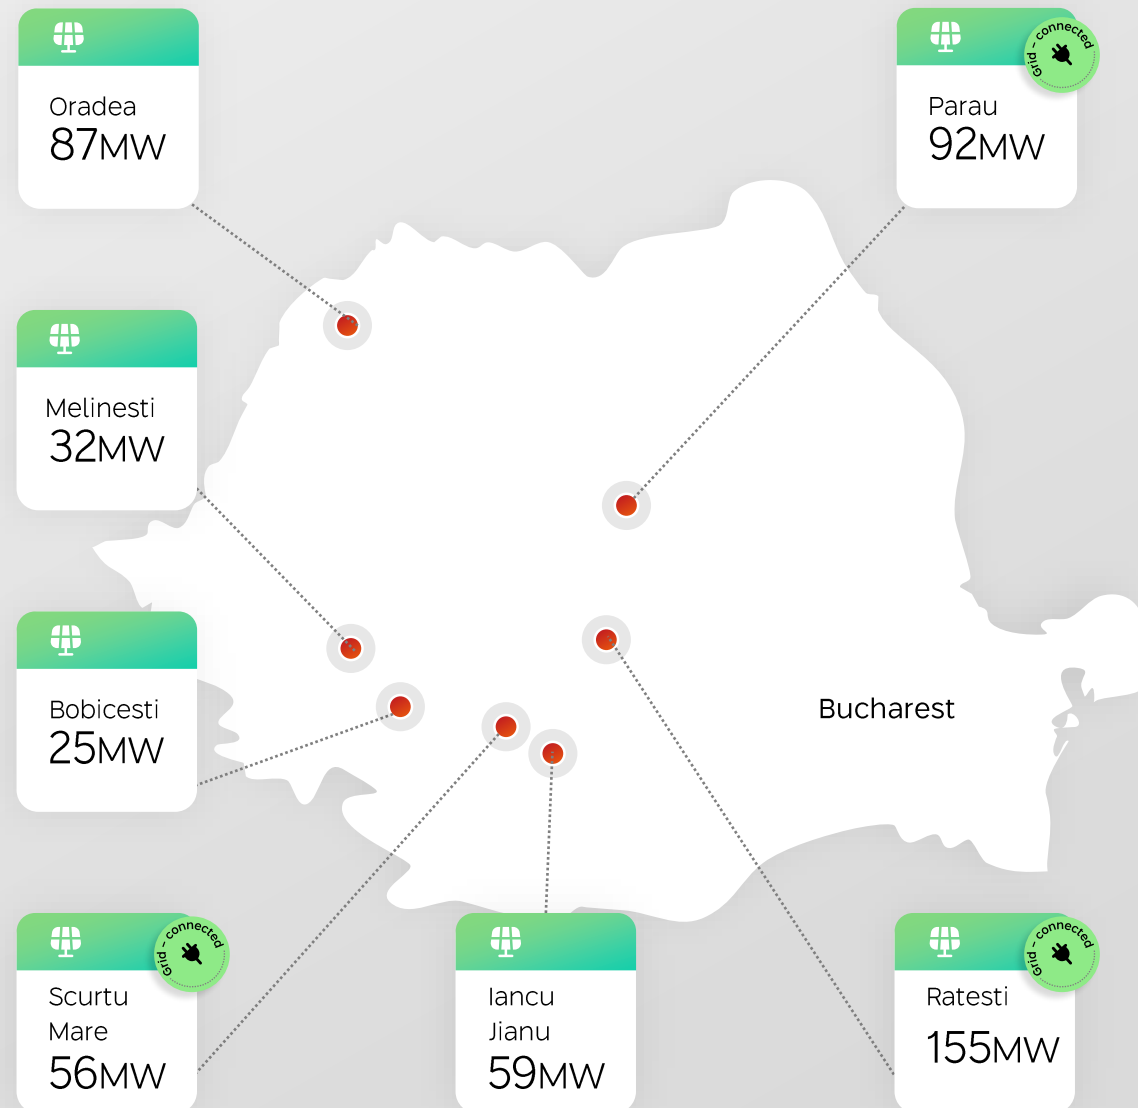 Oradea
87MW
Parau
92MW
Grid – connected
Melinesti
32MW
Bobicesti
25MW
Bucharest
Scurtu
Mare
56MW
Grid – connected
Iancu
Jianu
59MW
Ratesti
155MW
Grid – connected